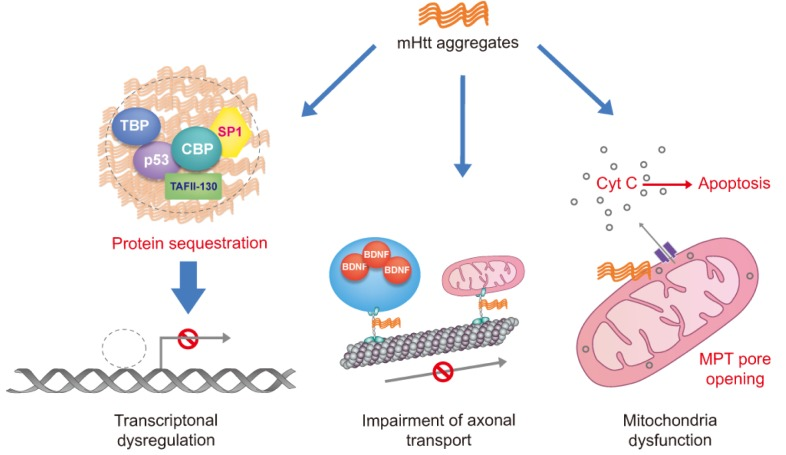 mHtt aggregates
TBP
SP1
p53
CBP
TAFII-130
Protein sequestration
Transcriptonal
dysregulation
BDNF
BDNF
BDNF
Impairment of axonal
transport
Cyt C
Apoptosis
MPT pore
opening
Mitochondria
dysfunction